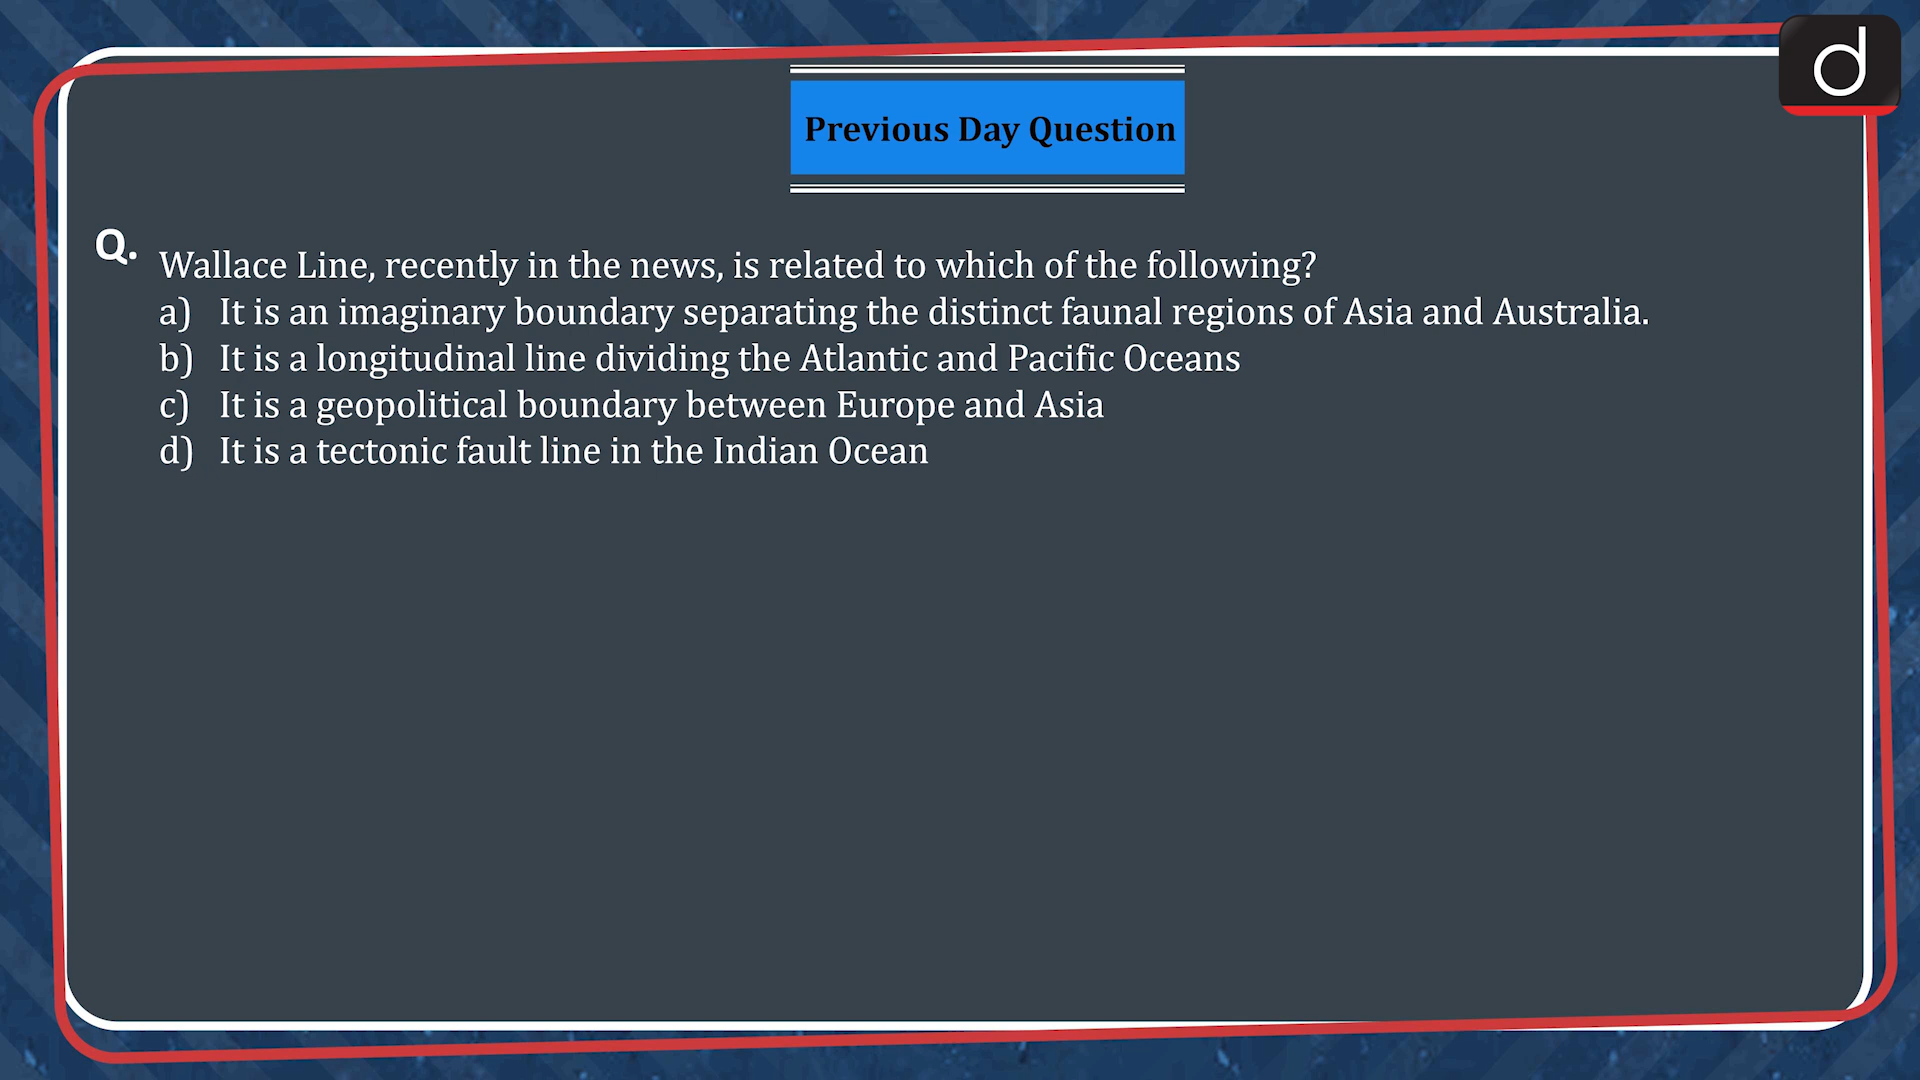 Previous Day Question
Q.
Wallace Line, recently in the news, is related to which of the following?
a) It is an imaginary boundary separating the distinct faunal regions of Asia and Australia.
b) It is a longitudinal line dividing the Atlantic and Pacific Oceans
c) It is a geopolitical boundary between Europe and Asia
d) It is a tectonic fault line in the Indian Ocean
d